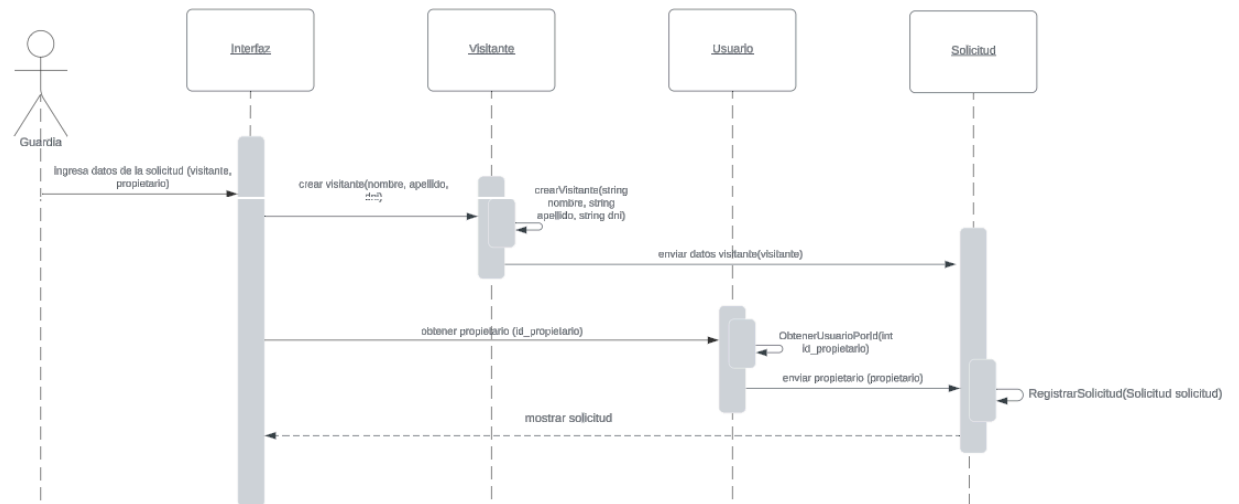 Interfaz
Visitante
Usuario
Solicitud
Guardia
Ingresa datos de la solicitud (visitante,
propietario)
crear visitante(nombre, apellido,
dni)
crearVisitante(string
nombre, string
apellido, string dni)
enviar datos visitante(visitante)
obtener propietario (id_propietario)
ObtenerUsuarioPorId(int
id_propietario)
enviar propietario (propietario)
RegistrarSolicitud(Solicitud solicitud)
mostrar solicitud